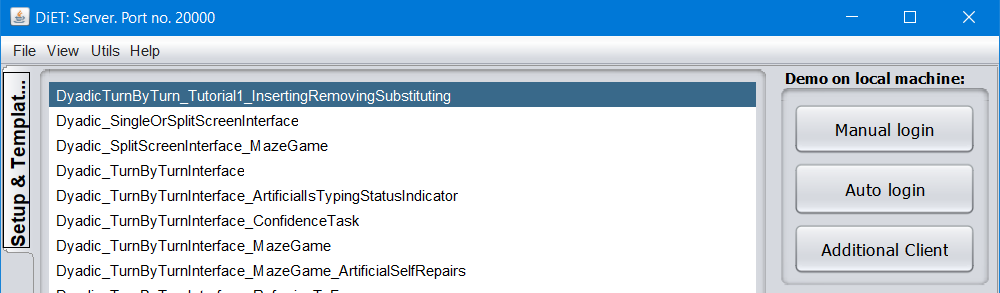 DiET: Server. Port no. 20000
File View Utils Help
Setup & Templat...
DyadicTurnByTurn_Tutorial1_InsertingRemovingSubstituting
Dyadic_SingleOrSplitScreenInterface
Dyadic_SplitScreenInterface_MazeGame
Dyadic_TurnByTurnInterface
Dyadic_TurnByTurnInterface_ArtificialIsTypingStatusIndicator
Dyadic_TurnByTurnInterface_ConfidenceTask
Dyadic_TurnByTurnInterface_MazeGame
Dyadic_TurnByTurnInterface_MazeGame_ArtificialSelfRepairs
Demo on local machine:
Manual login
Auto login
Additional Client